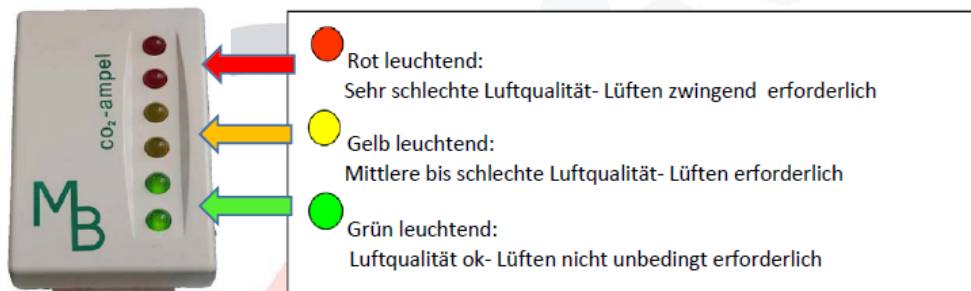 CO₂-ampel
MB
Rot leuchtend:
Sehr schlechte Luftqualität- Lüften zwingend  erforderlich
Gelb leuchtend:
Mittlere bis schlechte Luftqualität- Lüften erforderlich
Grün leuchtend:
Luftqualität ok- Lüften nicht unbedingt erforderlich